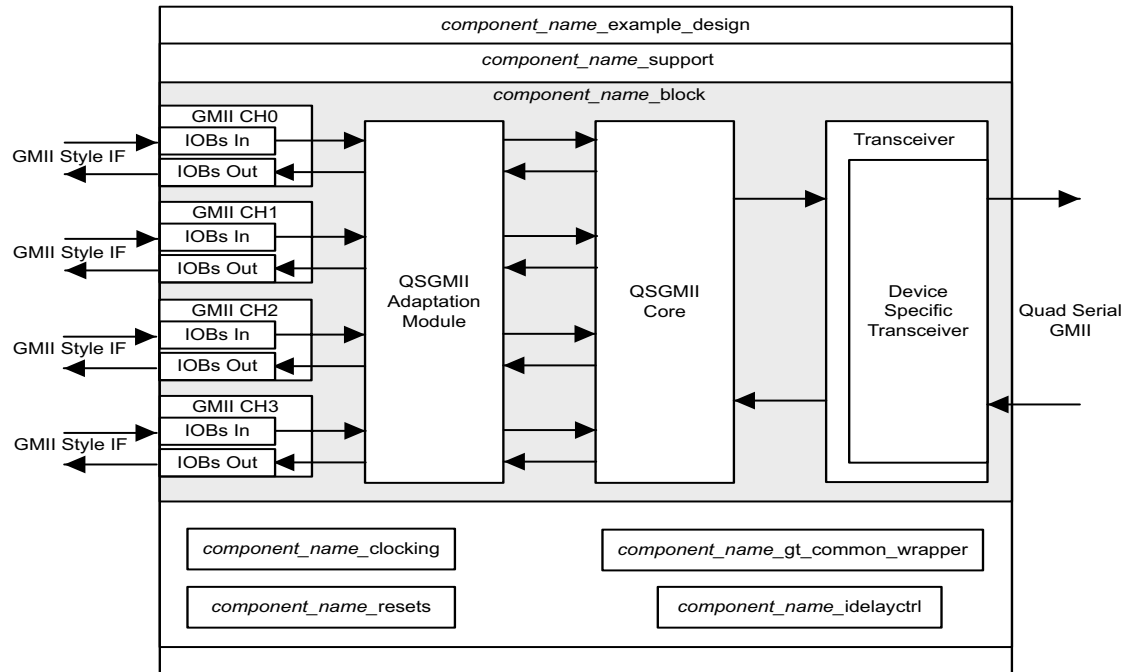 component_name_example_design
component_name_support
component_name_block
GMII CH0
IOBs In
IOBs Out
GMII Style IF
GMII CH1
IOBs In
IOBs Out
GMII Style IF
GMII CH2
IOBs In
IOBs Out
GMII Style IF
GMII CH3
IOBs In
IOBs Out
GMII Style IF
QSGMII
Adaptation
Module
QSGMII
Core
Transceiver
Device
Specific
Transceiver
Quad Serial
GMII
component_name_clocking
component_name_gt_common_wrapper
component_name_resets
component_name_idelayctrl